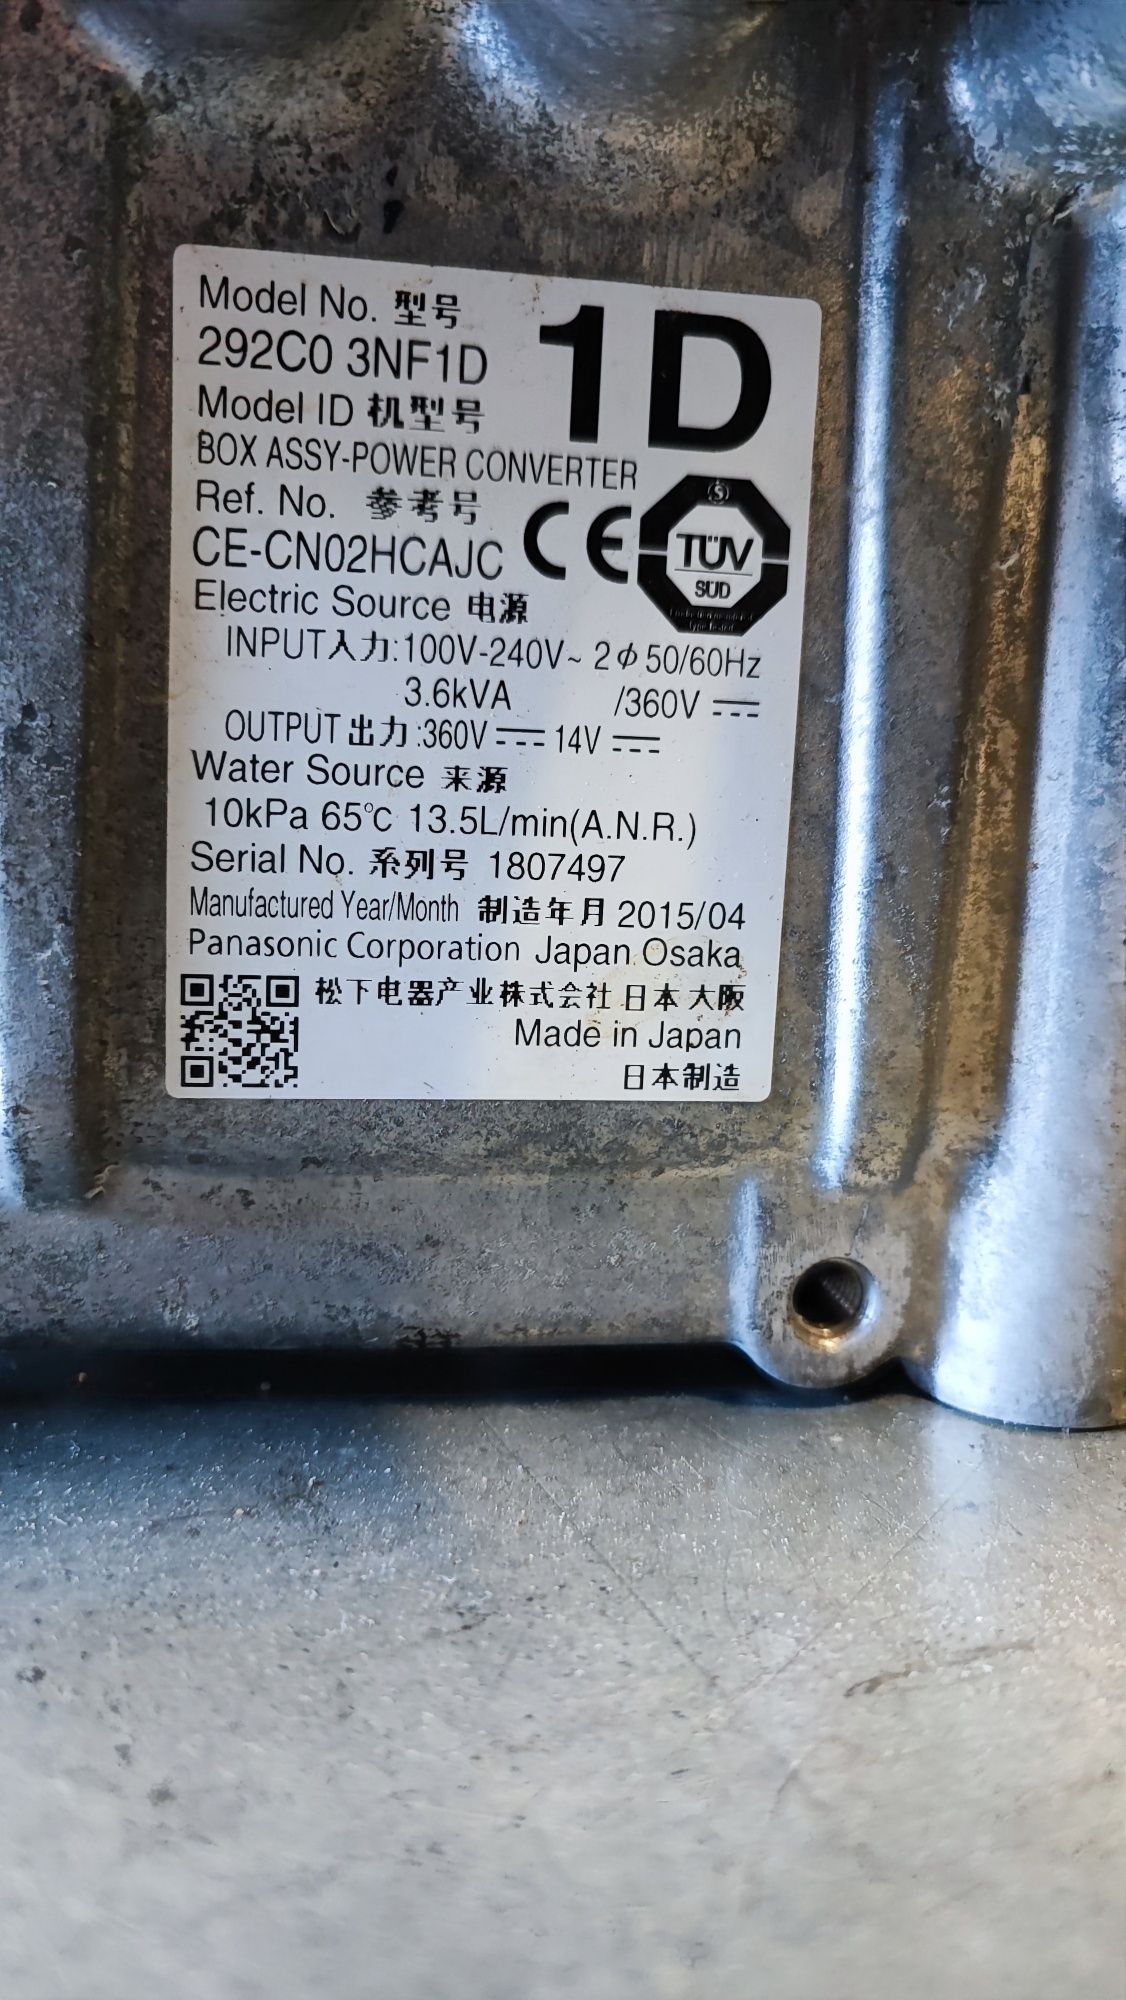 Model No. 型号
292C0 3NF1D
1D
Model ID 机型号
BOX ASSY-POWER CONVERTER
Ref. No. 参考号
CE-CN02HCAJC
CE
TÜV
SÜD
Electric Source 电源
INPUT入力:100V-240V~ 2φ50/60Hz
3.6kVA /360V ⎓
OUTPUT出力:360V ⎓ 14V ⎓
Water Source 来源
10kPa 65℃ 13.5L/min(A.N.R.)
Serial No. 系列号 1807497
Manufactured Year/Month 制造年月 2015/04
Panasonic Corporation Japan Osaka
松下电器产业株式会社 日本大阪
Made in Japan
日本制造